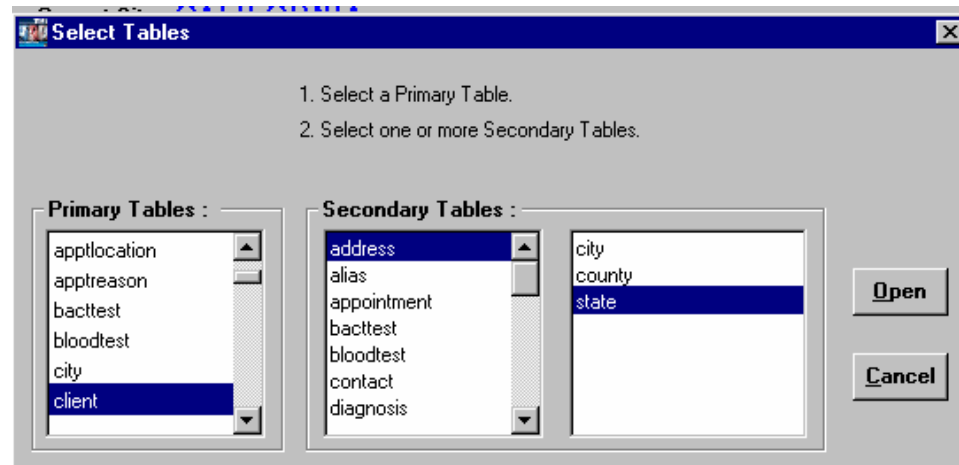 Select Tables
1. Select a Primary Table.
2. Select one or more Secondary Tables.
Primary Tables :
apptlocation
apptreason
bacttest
bloodtest
city
client
Secondary Tables :
address
alias
appointment
bacttest
bloodtest
contact
diagnosis
city
county
state
Open
Cancel